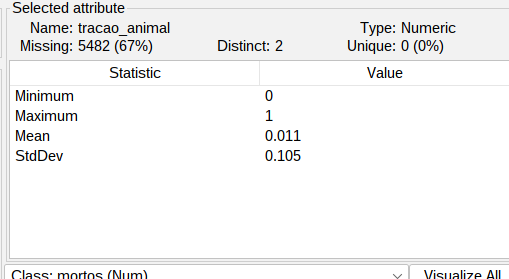 Selected attribute
Name: tracao_animal Type: Numeric
Missing: 5482 (67%) Distinct: 2 Unique: 0 (0%)
Statistic Value
Minimum 0
Maximum 1
Mean 0.011
StdDev 0.105
Class: mortos (Num) Visualize All